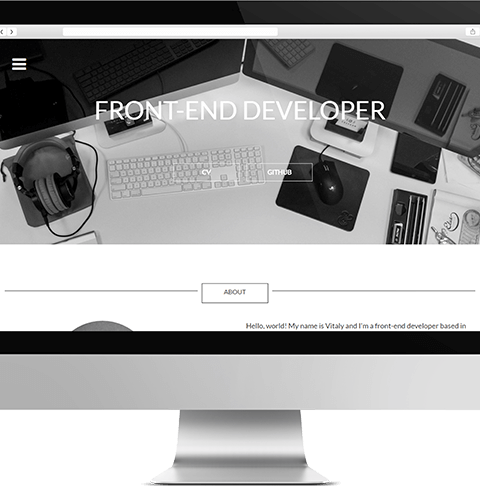 FRONT-END DEVELOPER
CV
GITHUB
ABOUT
Hello, world! My name is Vitaly and I'm a front-end developer based in